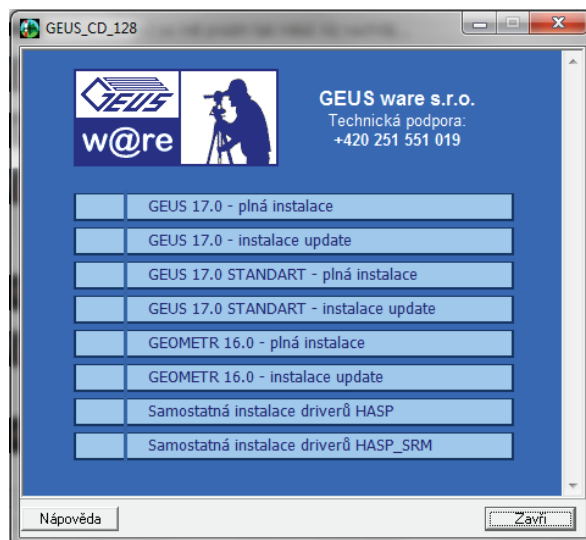 GEUS_CD_128
GEUS
w@re
GEUS ware s.r.o.
Technická podpora:
+420 251 551 019
GEUS 17.0 - plná instalace
GEUS 17.0 - instalace update
GEUS 17.0 STANDART - plná instalace
GEUS 17.0 STANDART - instalace update
GEOMETR 16.0 - plná instalace
GEOMETR 16.0 - instalace update
Samostatná instalace driverů HASP
Samostatná instalace driverů HASP_SRM
Nápověda
Zavři